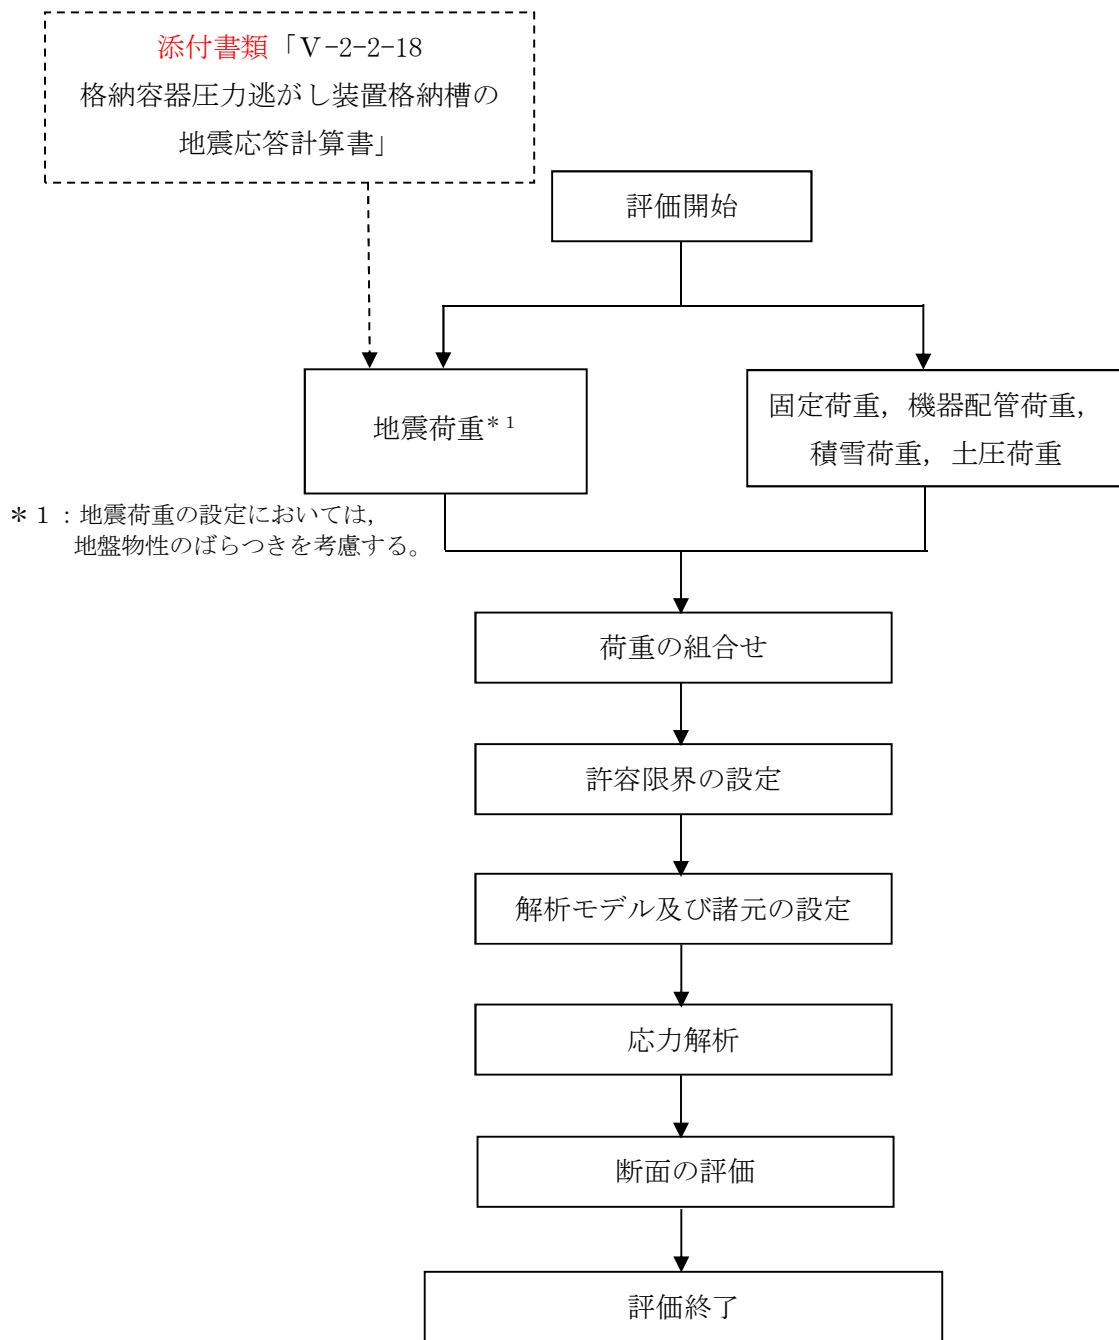 添付書類「Ⅴ-2-2-18
格納容器圧力逃がし装置格納槽の
地震応答計算書」
評価開始
地震荷重＊１
固定荷重，機器配管荷重，
積雪荷重，土圧荷重
＊１：地震荷重の設定においては，
地盤物性のばらつきを考慮する。
荷重の組合せ
許容限界の設定
解析モデル及び諸元の設定
応力解析
断面の評価
評価終了